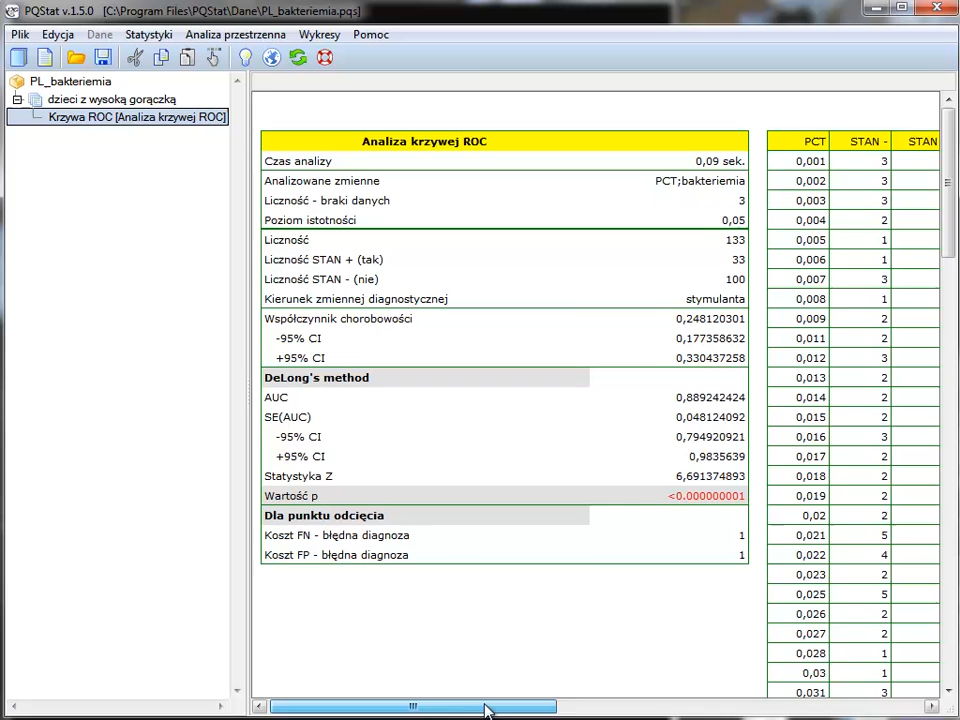 PQStat v.1.5.0 [C:\Program Files\PQStat\Dane\PL_bakteriemia.pqs]
Plik Edycja Dane Statystyki Analiza przestrzenna Wykresy Pomoc
PL_bakteriemia
dzieci z wysoką gorączką
Krzywa ROC [Analiza krzywej ROC]
Analiza krzywej ROC
Czas analizy 0,09 sek.
Analizowane zmienne PCT;bakteriemia
Liczność - braki danych 3
Poziom istotności 0,05
Liczność 133
Liczność STAN + (tak) 33
Liczność STAN - (nie) 100
Kierunek zmiennej diagnostycznej stymulanta
Współczynnik chorobowości 0,248120301
-95% CI 0,177358632
+95% CI 0,330437258
DeLong's method
AUC 0,889242424
SE(AUC) 0,048124092
-95% CI 0,794920921
+95% CI 0,9835639
Statystyka Z 6,691374893
Wartość p <0.000000001
Dla punktu odcięcia
Koszt FN - błędna diagnoza 1
Koszt FP - błędna diagnoza 1
PCT STAN - STAN
0,001 3
0,002 3
0,003 3
0,004 2
0,005 1
0,006 1
0,007 3
0,008 1
0,009 2
0,011 2
0,012 3
0,013 2
0,014 2
0,015 2
0,016 3
0,017 2
0,018 2
0,019 2
0,02 2
0,021 5
0,022 4
0,023 2
0,025 5
0,026 2
0,027 2
0,028 1
0,03 1
0,031 3